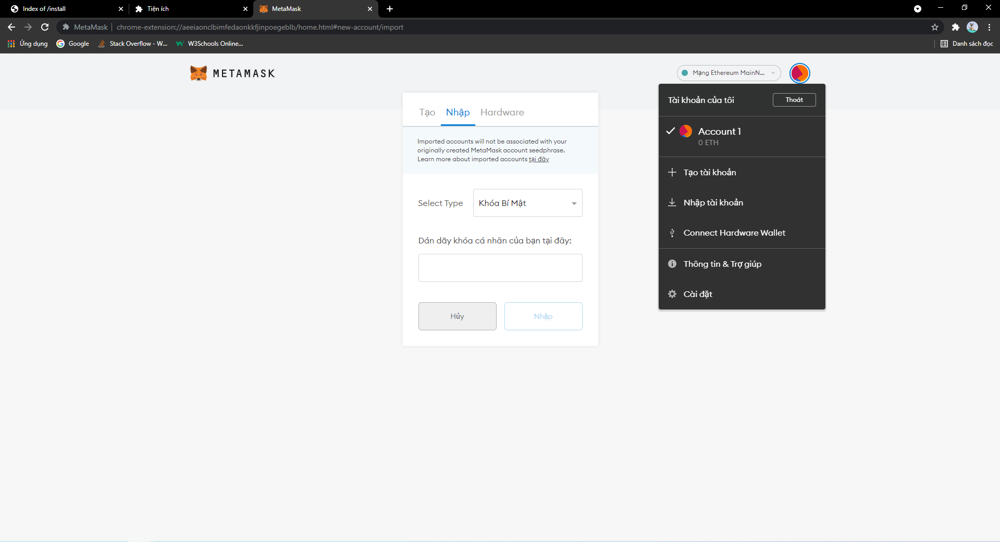 Index of /install
Tiện ích
MetaMask
MetaMask
chrome-extension://aeeiaonclbimfedaonkkfjinpoegeblb/home.html#new-account/import
Ứng dụng
Google
Stack Overflow - W...
W3Schools Online...
Danh sách đọc
METAMASK
Mạng Ethereum MainN...
Tạo
Nhập
Hardware
Imported accounts will not be associated with your
originally created MetaMask account seedphrase.
Learn more about imported accounts tại đây
Select Type
Khóa Bí Mật
Dán dãy khóa cá nhân của bạn tại đây:
Hủy
Nhập
Tài khoản của tôi
Thoát
Account 1
0 ETH
Tạo tài khoản
Nhập tài khoản
Connect Hardware Wallet
Thông tin & Trợ giúp
Cài đặt